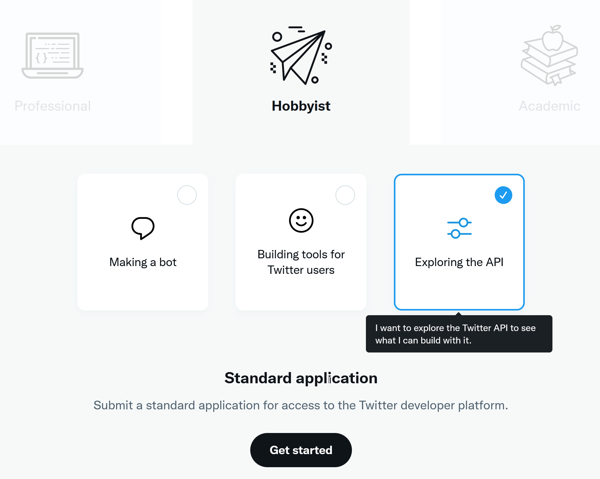 Professional
Hobbyist
Academic
Making a bot
Building tools for
Twitter users
Exploring the API
I want to explore the Twitter API to see
what I can build with it.
Standard application
Submit a standard application for access to the Twitter developer platform.
Get started